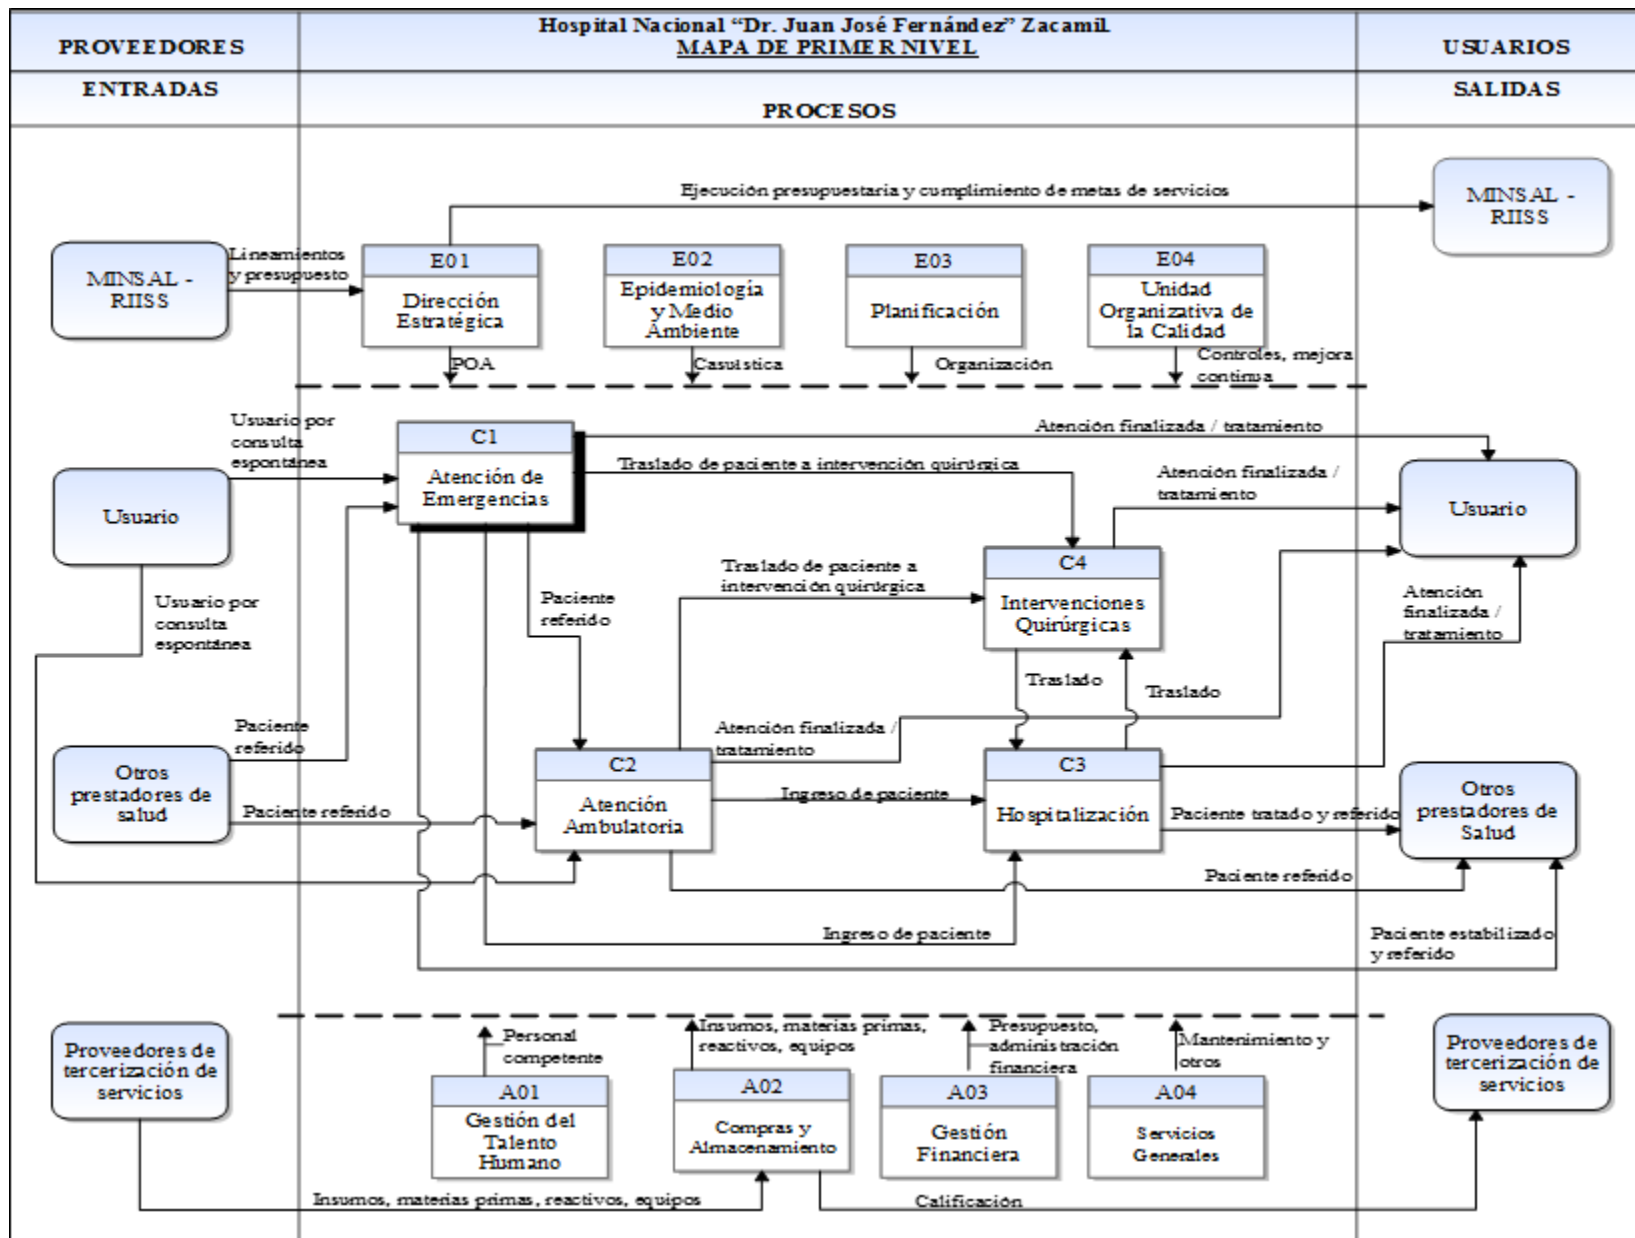 Hospital Nacional “Dr. Juan José Fernández” Zacamil.
MAPA DE PRIMER NIVEL
PROVEEDORES
USUARIOS
ENTRADAS
PROCESOS
SALIDAS
MINSAL -
RIISS
Ejecución presupuestaria y cumplimiento de metas de servicios
MINSAL -
RIISS
Lineamientos
y presupuesto
E01
Dirección
Estratégica
E02
Epidemiología
y Medio
Ambiente
E03
Planificación
E04
Unidad
Organizativa de
la Calidad
POA
Casuística
Organización
Controles, mejora
continua
Usuario por
consulta
espontánea
C1
Atención de
Emergencias
Atención finalizada / tratamiento
Traslado de paciente a intervención quirúrgica
Atención finalizada /
tratamiento
Usuario
Usuario
Usuario por
consulta
espontánea
Paciente
referido
Traslado de paciente a
intervención quirúrgica
C4
Intervenciones
Quirúrgicas
Atención
finalizada /
tratamiento
Traslado
Traslado
Paciente
referido
Atención finalizada /
tratamiento
Otros
prestadores de
salud
C2
Atención
Ambulatoria
Ingreso de paciente
C3
Hospitalización
Paciente tratado y referido
Otros
prestadores de
Salud
Paciente referido
Paciente referido
Ingreso de paciente
Paciente estabilizado
y referido
Proveedores de
tercerización de
servicios
Personal
competente
Insumos, materias primas,
reactivos, equipos
Presupuesto,
administración
financiera
Mantenimiento y
otros
Proveedores de
tercerización de
servicios
A01
Gestión del
Talento
Humano
A02
Compras y
Almacenamiento
A03
Gestión
Financiera
A04
Servicios
Generales
Insumos, materias primas, reactivos, equipos
Calificación